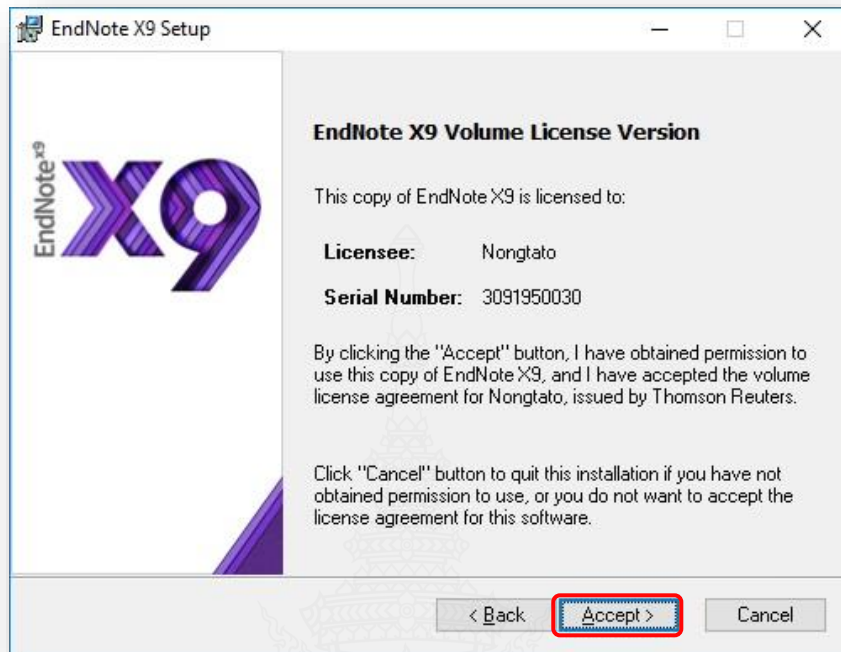 EndNote X9 Setup
EndNote X9
X9
EndNote X9 Volume License Version
This copy of EndNote X9 is licensed to:
Licensee: Nongtato
Serial Number: 3091950030
By clicking the "Accept" button, I have obtained permission to
use this copy of EndNote X9, and I have accepted the volume
license agreement for Nongtato, issued by Thomson Reuters.
Click "Cancel" button to quit this installation if you have not
obtained permission to use, or you do not want to accept the
license agreement for this software.
< Back Accept > Cancel